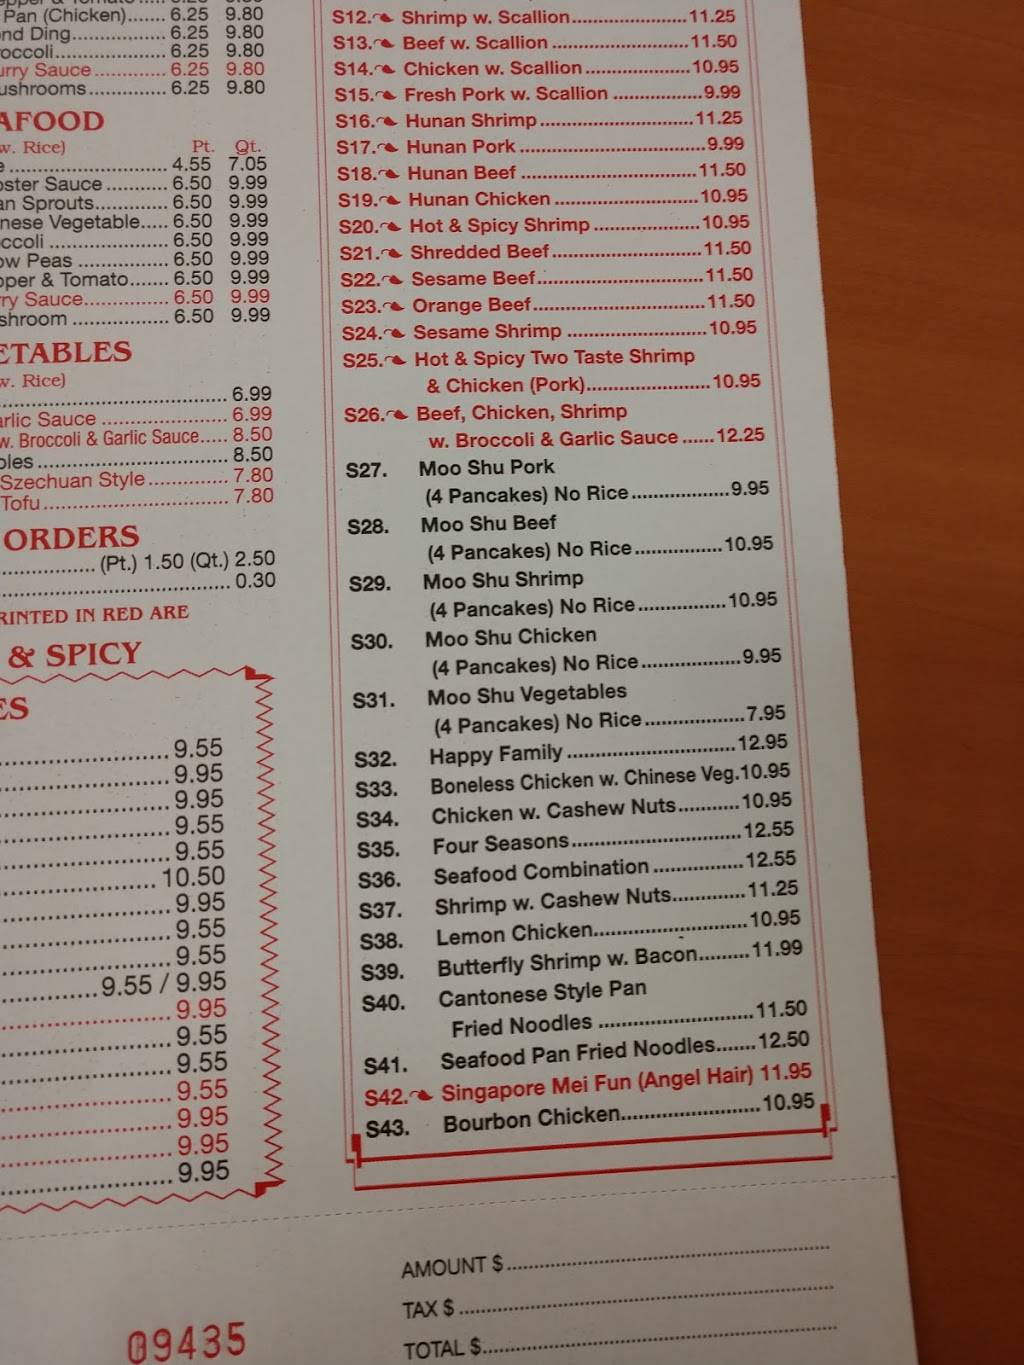 Pan (Chicken)...... 6.25 9.80
Ding................. 6.25 9.80
6.25 9.80
Sauce............. 6.25 9.80
6.25 9.80
w. Rice) Pt. Qt.
4.55 7.05
Sauce........... 6.50 9.99
Sprouts............. 6.50 9.99
Vegetable..... 6.50 9.99
6.50 9.99
Peas ................ 6.50 9.99
& Tomato....... 6.50 9.99
Sauce............... 6.50 9.99
6.50 9.99
w. Rice)
6.99
Sauce ...................... 6.99
w. Broccoli & Garlic Sauce..... 8.50
8.50
Szechuan Style.............. 7.80
Tofu................................. 7.80
ORDERS
(Pt.) 1.50 (Qt.) 2.50
0.30
IN RED ARE
& SPICY
9.55
9.95
9.95
9.55
9.55
10.50
9.95
9.55
9.55
9.55 / 9.95
9.95
9.55
9.55
9.55
9.95
9.95
9.95
S12. Shrimp w. Scallion......................11.25
S13. Beef w. Scallion ..........................11.50
S14. Chicken w. Scallion....................10.95
S15. Fresh Pork w. Scallion .................9.99
S16. Hunan Shrimp.............................11.25
S17. Hunan Pork ...................................9.99
S18. Hunan Beef .................................11.50
S19. Hunan Chicken ...........................10.95
S20. Hot & Spicy Shrimp ....................10.95
S21. Shredded Beef............................11.50
S22. Sesame Beef...............................11.50
S23. Orange Beef................................11.50
S24. Sesame Shrimp ..........................10.95
S25. Hot & Spicy Two Taste Shrimp
& Chicken (Pork).......................10.95
S26. Beef, Chicken, Shrimp
w. Broccoli & Garlic Sauce ......12.25
S27. Moo Shu Pork
(4 Pancakes) No Rice..................9.95
S28. Moo Shu Beef
(4 Pancakes) No Rice................10.95
S29. Moo Shu Shrimp
(4 Pancakes) No Rice................10.95
S30. Moo Shu Chicken
(4 Pancakes) No Rice..................9.95
S31. Moo Shu Vegetables
(4 Pancakes) No Rice..................7.95
S32. Happy Family ..............................12.95
S33. Boneless Chicken w. Chinese Veg.10.95
S34. Chicken w. Cashew Nuts...........10.95
S35. Four Seasons..............................12.55
S36. Seafood Combination ................12.55
S37. Shrimp w. Cashew Nuts.............11.25
S38. Lemon Chicken...........................10.95
S39. Butterfly Shrimp w. Bacon.........11.99
S40. Cantonese Style Pan
Fried Noodles ...........................11.50
S41. Seafood Pan Fried Noodles.......12.50
S42. Singapore Mei Fun (Angel Hair) 11.95
S43. Bourbon Chicken........................10.95
AMOUNT $
TAX $
TOTAL $
09435